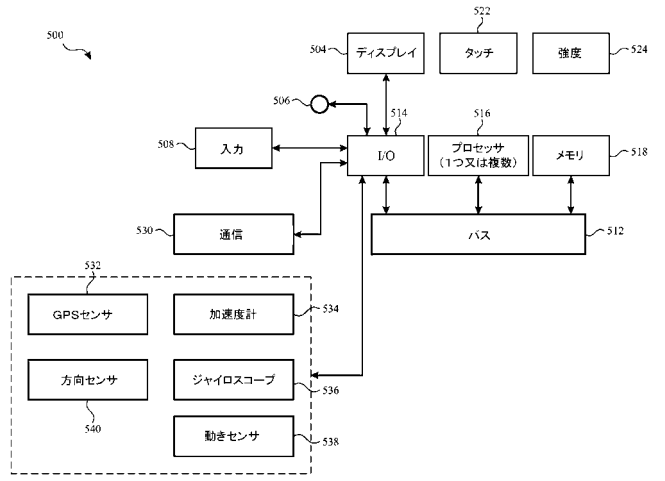 500
522
504
ディスプレイ
タッチ
強度
524
506
514
516
508
入力
I/O
プロセッサ
(1つ又は複数)
メモリ
518
530
通信
バス
512
532
GPSセンサ
加速度計
534
方向センサ
ジャイロスコープ
536
540
動きセンサ
538